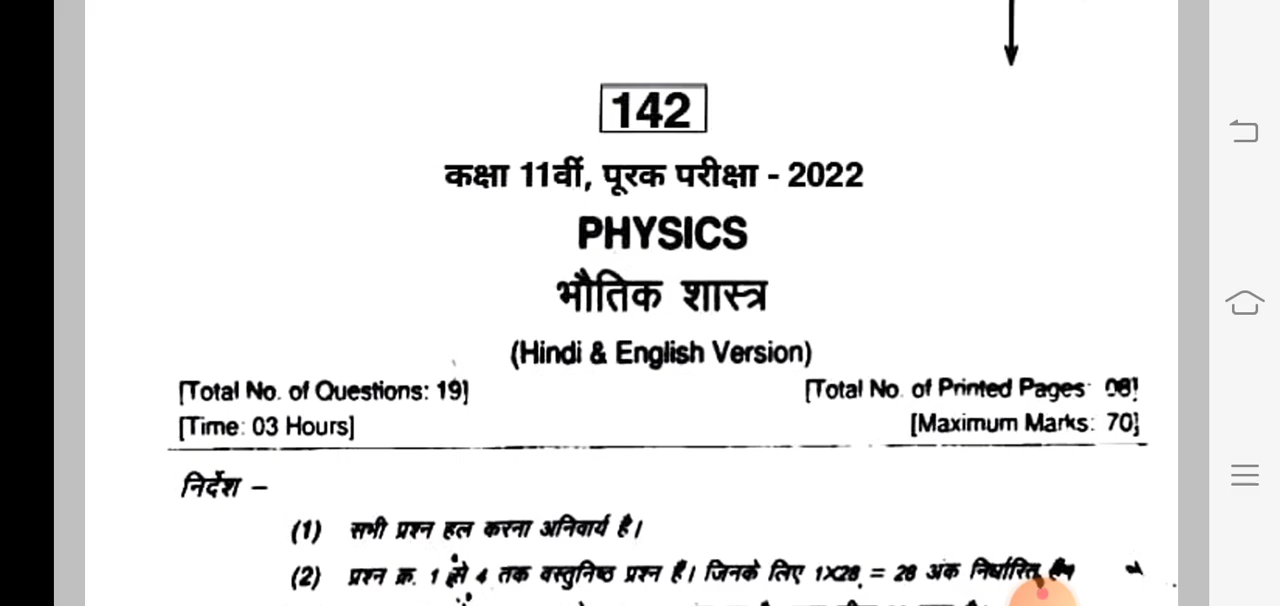 142
कक्षा 11वीं, पूरक परीक्षा - 2022
PHYSICS
भौतिक शास्त्र
(Hindi & English Version)
[Total No. of Questions: 19]
[Total No. of Printed Pages: 08]
[Time: 03 Hours]
[Maximum Marks: 70]
निर्देश –
(1) सभी प्रश्न हल करना अनिवार्य है।
(2) प्रश्न क्र. 1 से 4 तक वस्तुनिष्ठ प्रश्न हैं। जिनके लिए 1X28 = 28 अंक निर्धारित हैं